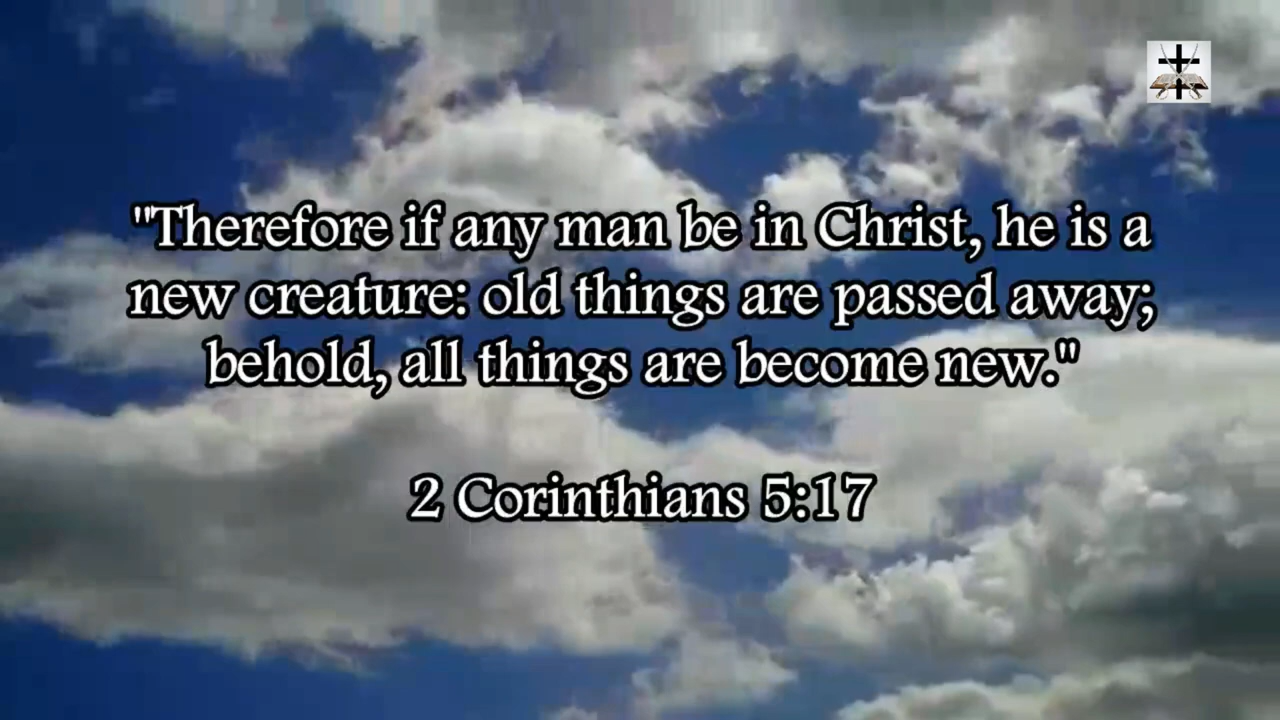 "Therefore if any man be in Christ, he is a
new creature: old things are passed away;
behold, all things are become new."
2 Corinthians 5:17